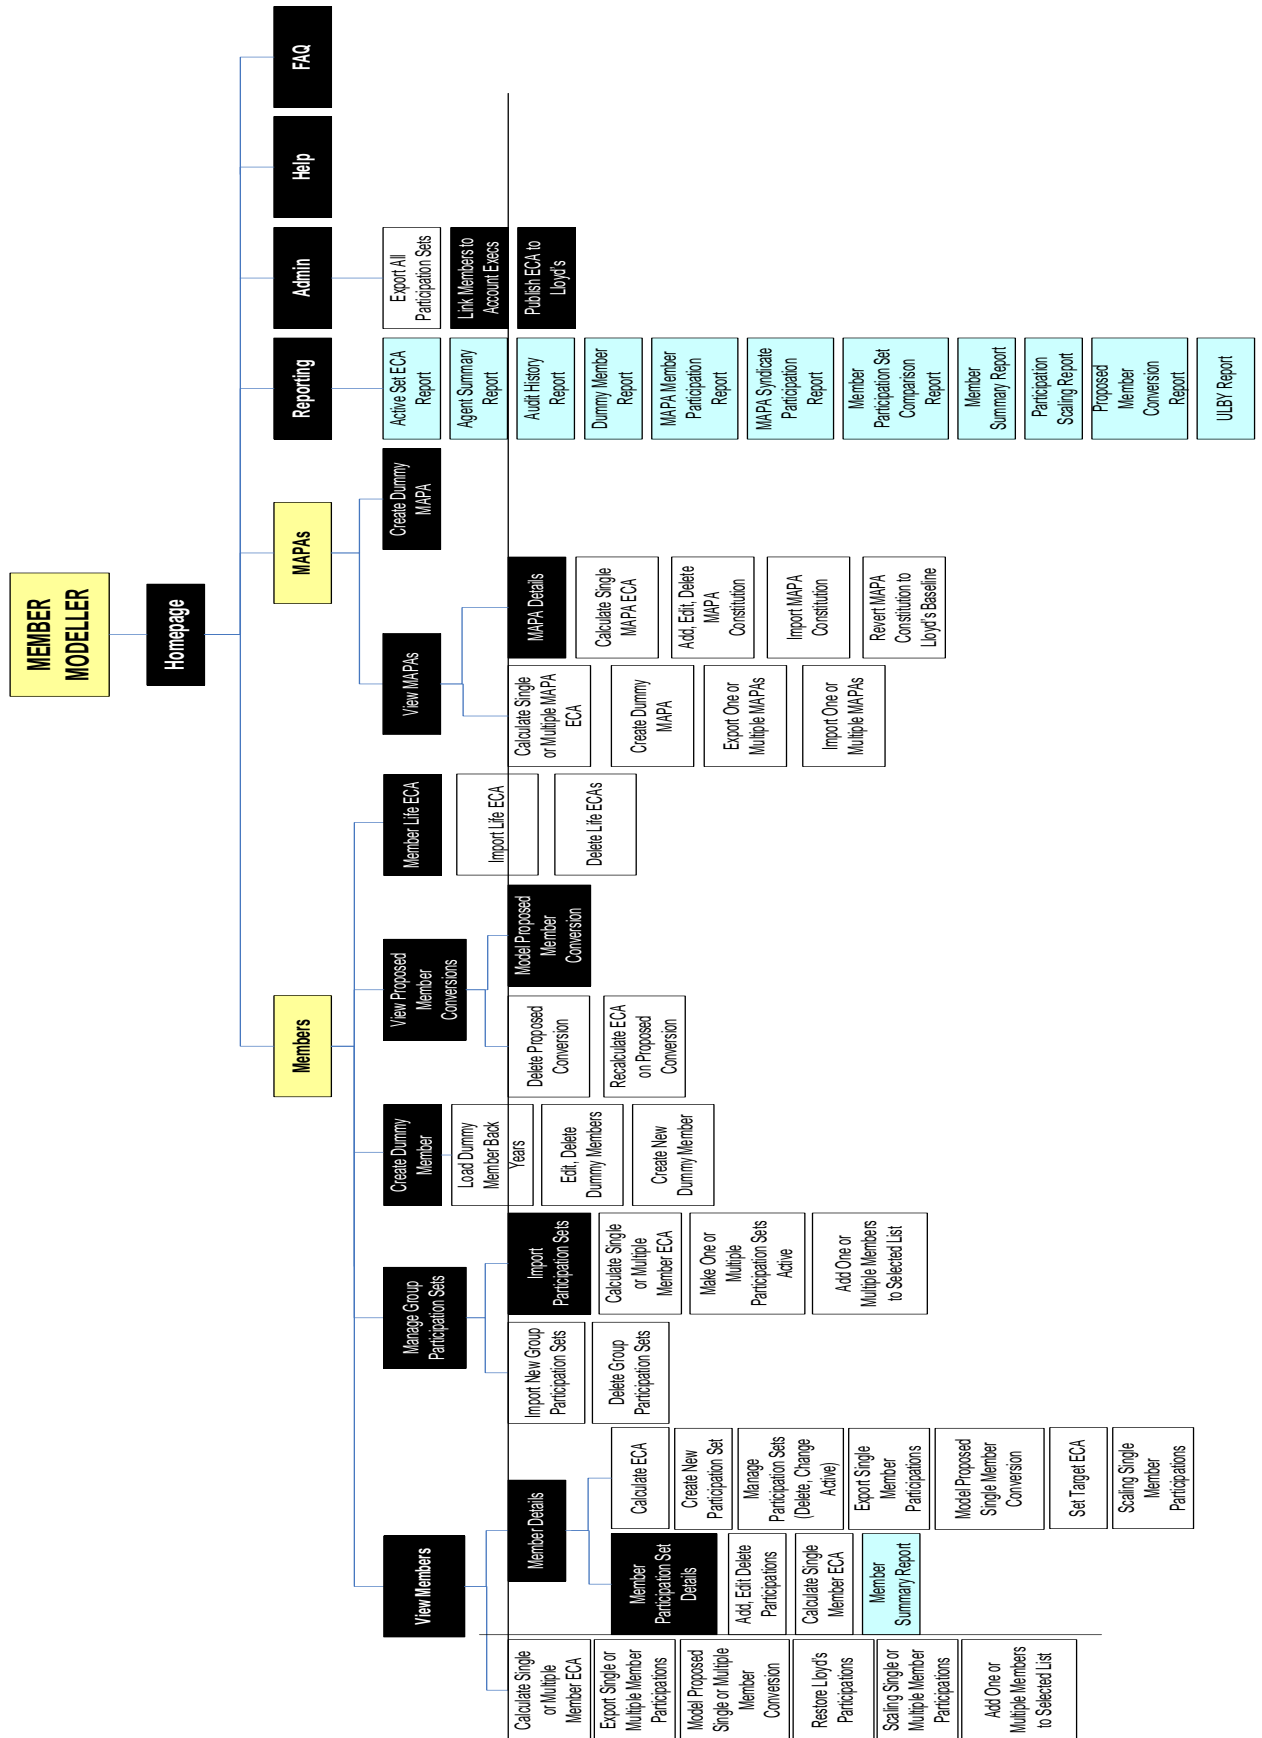 MEMBER
MODELLER
Homepage
Members
MAPAs
Reporting
Admin
Help
FAQ
View Members
Manage Group
Participation Sets
Create Dummy
Member
View Proposed
Member
Conversions
Member Life ECA
View MAPAs
Create Dummy
MAPA
Active Set ECA
Report
Agent Summary
Report
Audit History
Report
Dummy Member
Report
MAPA Member
Participation
Report
MAPA Syndicate
Participation
Report
Member
Participation Set
Comparison
Report
Member
Summary Report
Participation
Scaling Report
Proposed
Member
Conversion
Report
ULBY Report
Export All
Participation Sets
Link Members to
Account Execs
Publish ECA to
Lloyd's
Calculate Single
or Multiple
Member ECA
Export Single or
Multiple Member
Participations
Model Proposed
Single or Multiple
Member
Conversion
Restore Lloyd's
Participations
Scaling Single or
Multiple Member
Participations
Add One or
Multiple Members
to Selected List
Member Details
Member
Participation Set
Details
Add, Edit Delete
Participations
Calculate Single
Member ECA
Member
Summary Report
Calculate ECA
Create New
Participation Set
Manage
Participation Sets
(Delete, Change
Active)
Export Single
Member
Participations
Model Proposed
Single Member
Conversion
Set Target ECA
Scaling Single
Member
Participations
Import New Group
Participation Sets
Delete Group
Participation Sets
Import
Participation Sets
Calculate Single
or Multiple
Member ECA
Make One or
Multiple
Participation Sets
Active
Add One or
Multiple Members
to Selected List
Load Dummy
Member Back
Years
Edit, Delete
Dummy Members
Create New
Dummy Member
Delete Proposed
Conversion
Recalculate ECA
on Proposed
Conversion
Model Proposed
Member
Conversion
Import Life ECA
Delete Life ECAs
Calculate Single
or Multiple MAPA
ECA
Create Dummy
MAPA
Export One or
Multiple MAPAs
Import One or
Multiple MAPAs
MAPA Details
Calculate Single
MAPA ECA
Add, Edit, Delete
MAPA
Constitution
Import MAPA
Constitution
Revert MAPA
Constitution to
Lloyd's Baseline